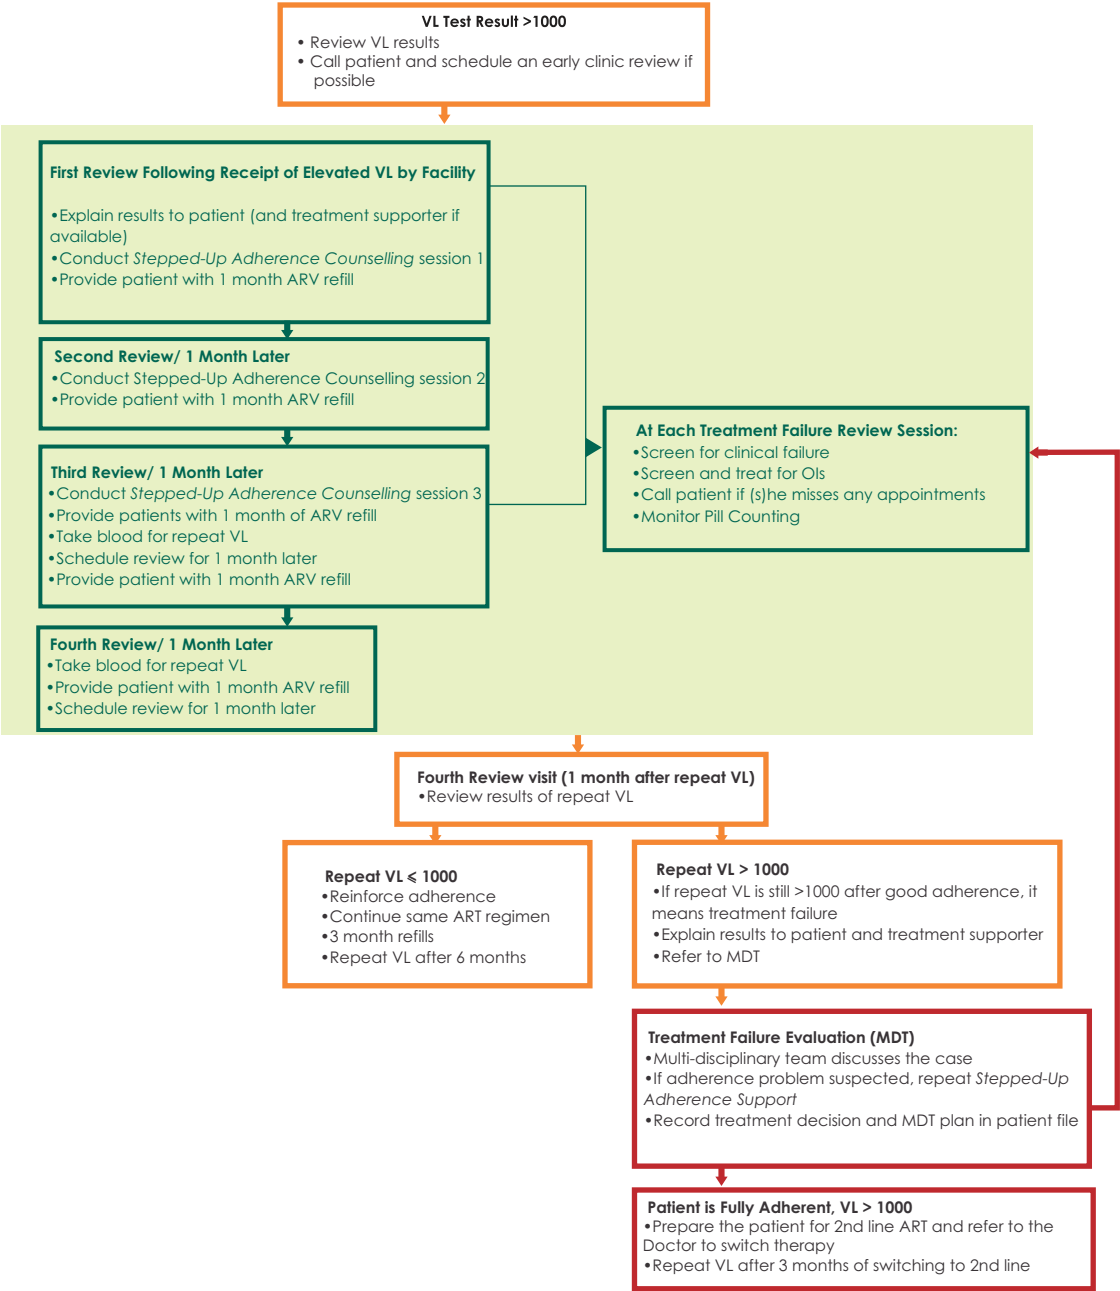 VL Test Result >1000
• Review VL results
• Call patient and schedule an early clinic review if
possible
First Review Following Receipt of Elevated VL by Facility
•Explain results to patient (and treatment supporter if
available)
•Conduct Stepped-Up Adherence Counselling session 1
•Provide patient with 1 month ARV refill
Second Review/ 1 Month Later
•Conduct Stepped-Up Adherence Counselling session 2
•Provide patient with 1 month ARV refill
Third Review/ 1 Month Later
•Conduct Stepped-Up Adherence Counselling session 3
•Provide patients with 1 month of ARV refill
•Take blood for repeat VL
•Schedule review for 1 month later
•Provide patient with 1 month ARV refill
Fourth Review/ 1 Month Later
•Take blood for repeat VL
•Provide patient with 1 month ARV refill
•Schedule review for 1 month later
At Each Treatment Failure Review Session:
•Screen for clinical failure
•Screen and treat for OIs
•Call patient if (s)he misses any appointments
•Monitor Pill Counting
Fourth Review visit (1 month after repeat VL)
•Review results of repeat VL
Repeat VL ⩽ 1000
•Reinforce adherence
•Continue same ART regimen
•3 month refills
•Repeat VL after 6 months
Repeat VL > 1000
•If repeat VL is still >1000 after good adherence, it
means treatment failure
•Explain results to patient and treatment supporter
•Refer to MDT
Treatment Failure Evaluation (MDT)
•Multi-disciplinary team discusses the case
•If adherence problem suspected, repeat Stepped-Up
Adherence Support
•Record treatment decision and MDT plan in patient file
Patient is Fully Adherent, VL > 1000
•Prepare the patient for 2nd line ART and refer to the
Doctor to switch therapy
•Repeat VL after 3 months of switching to 2nd line